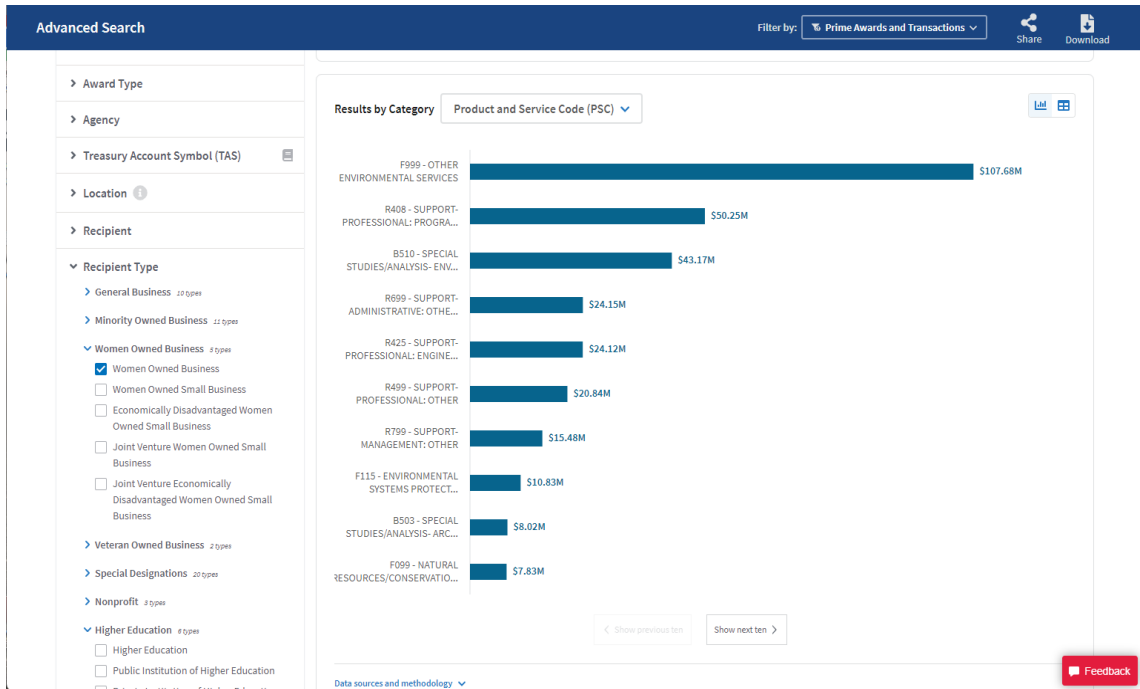 Advanced Search
Filter by:
Prime Awards and Transactions
Share
Download
Award Type
Agency
Treasury Account Symbol (TAS)
Location
Recipient
Recipient Type
General Business 10 types
Minority Owned Business 11 types
Women Owned Business 5 types
Women Owned Business
Women Owned Small Business
Economically Disadvantaged Women
Owned Small Business
Joint Venture Women Owned Small
Business
Joint Venture Economically
Disadvantaged Women Owned Small
Business
Veteran Owned Business 2 types
Special Designations 20 types
Nonprofit 5 types
Higher Education 6 types
Higher Education
Public Institution of Higher Education
Results by Category
Product and Service Code (PSC)
F999 - OTHER
ENVIRONMENTAL SERVICES
$107.68M
R408 - SUPPORT-
PROFESSIONAL: PROGRA...
$50.25M
B510 - SPECIAL
STUDIES/ANALYSIS- ENV...
$43.17M
R699 - SUPPORT-
ADMINISTRATIVE: OTHE...
$24.15M
R425 - SUPPORT-
PROFESSIONAL: ENGINE...
$24.12M
R499 - SUPPORT-
PROFESSIONAL: OTHER
$20.84M
R799 - SUPPORT-
MANAGEMENT: OTHER
$15.48M
F115 - ENVIRONMENTAL
SYSTEMS PROTECT...
$10.83M
B503 - SPECIAL
STUDIES/ANALYSIS- ARC...
$8.02M
F099 - NATURAL
RESOURCES/CONSERVATIO...
$7.83M
Show previous ten
Show next ten
Data sources and methodology
Feedback